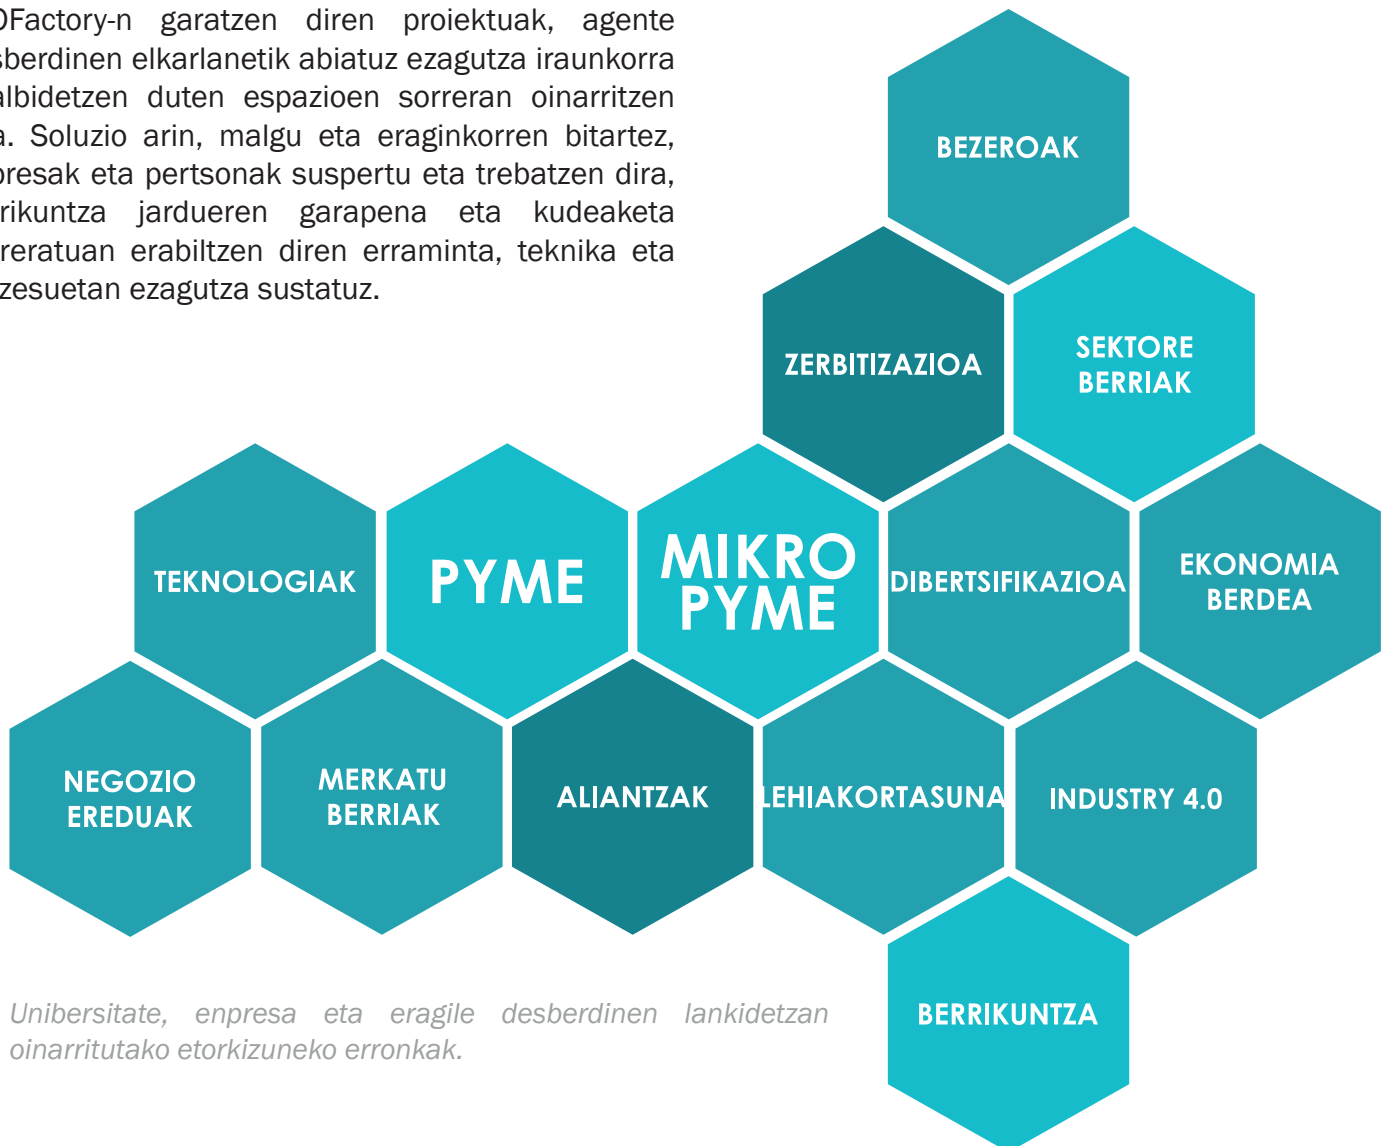 DFactory-n garatzen diren proiektuak, agente
sberdinen elkarlanetik abiatuz ezagutza iraunkorra
albidetzen duten espazioen sorreran oinarritzen
a. Soluzio arin, malgu eta eraginkorren bitartez,
presak eta pertsonak suspertu eta trebatzen dira,
rrikuntza jardueren garapena eta kudeaketa
rreratuan erabiltzen diren erraminta, teknika eta
zesuetan ezagutza sustatuz.
BEZEROAK
ZERBITIZAZIOA
SEKTORE
BERRIAK
TEKNOLOGIAK
PYME
MIKRO
PYME
DIBERTSIFIKAZIOA
EKONOMIA
BERDEA
NEGOZIO
EREDUAK
MERKATU
BERRIAK
ALIANTZAK
LEHIAKORTASUNA
INDUSTRY 4.0
BERRIKUNTZA
Unibersitate, enpresa eta eragile desberdinen lankidetzan
oinarritutako etorkizuneko erronkak.